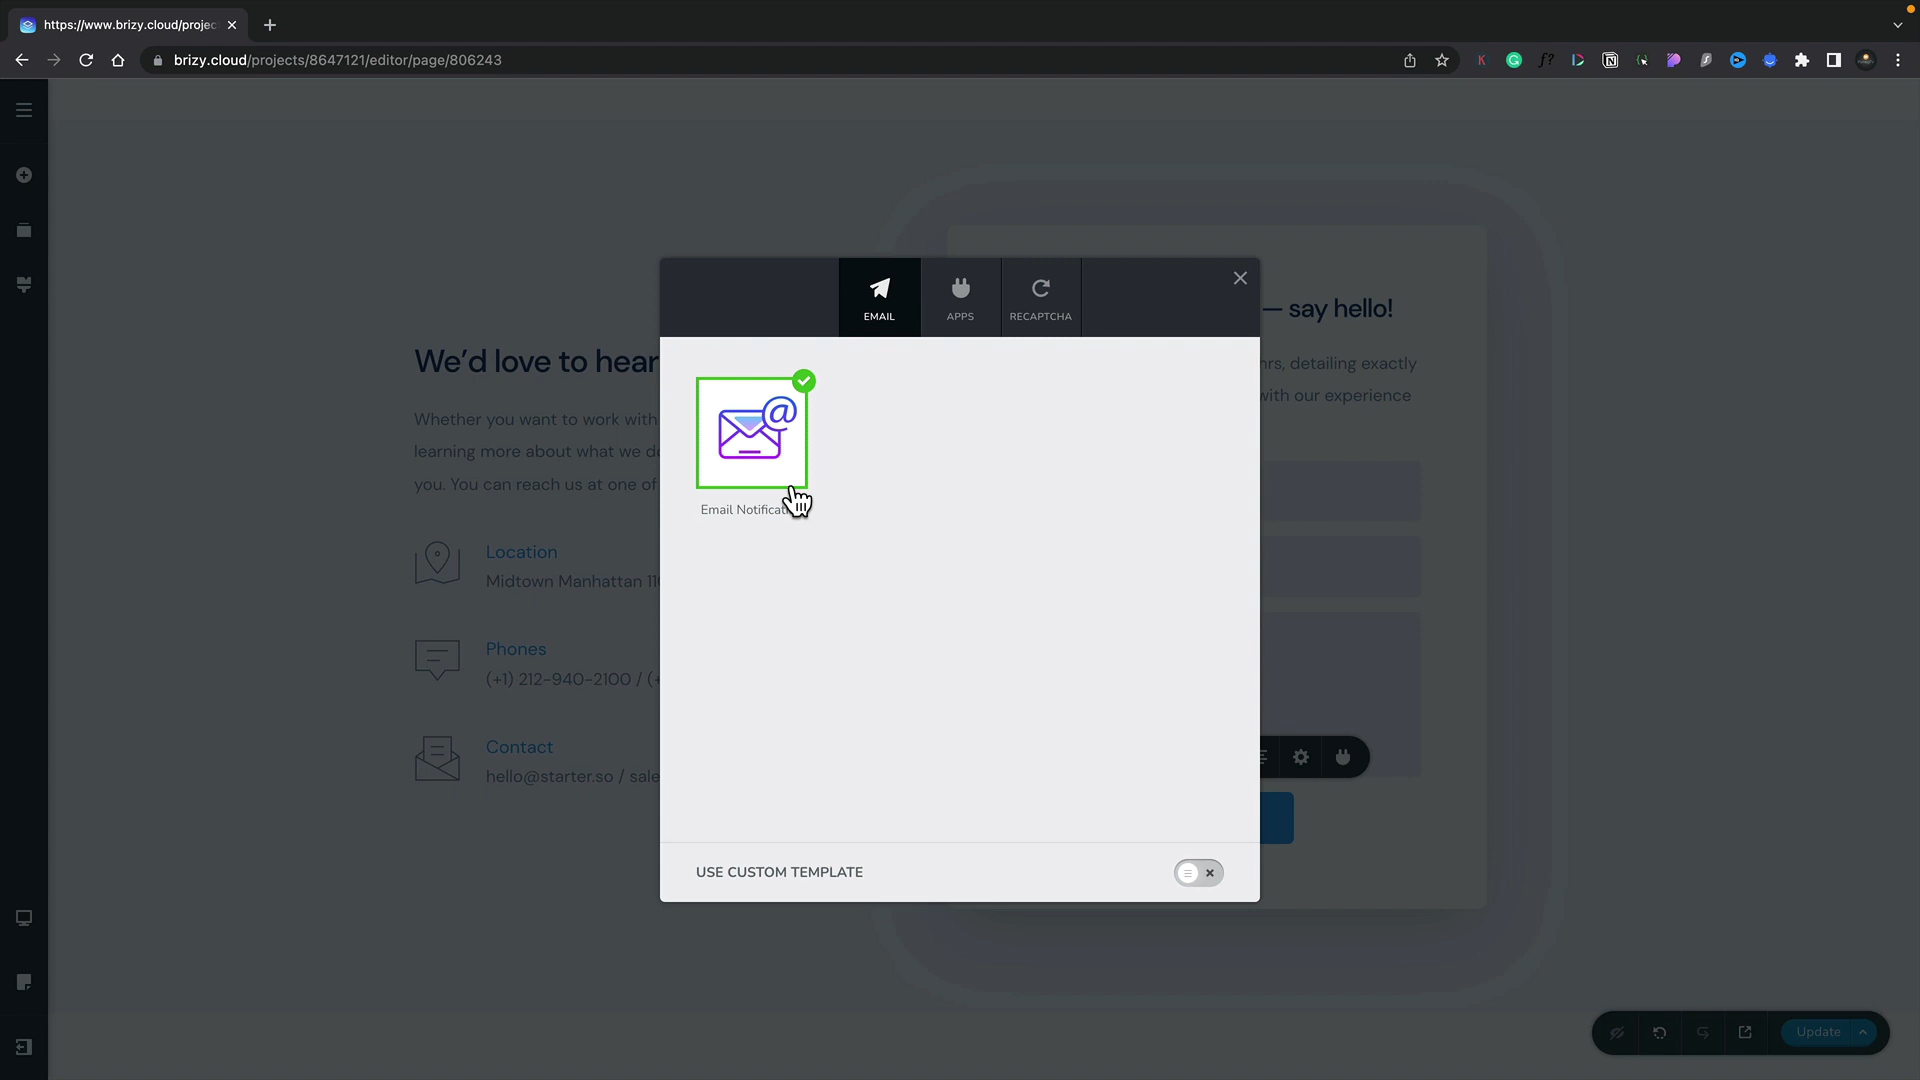 https://www.brizy.cloud/projec
brizy.cloud/projects/8647121/editor/page/806243
EMAIL
APPS
RECAPTCHA
— say hello!
We’d love to hear
hrs, detailing exactly
with our experience
Whether you want to work with
learning more about what we do
you. You can reach us at one of
Email Notificati
Location
Midtown Manhattan 11
Phones
(+1) 212-940-2100 / (+
Contact
hello@starter.so / sale
USE CUSTOM TEMPLATE
Update